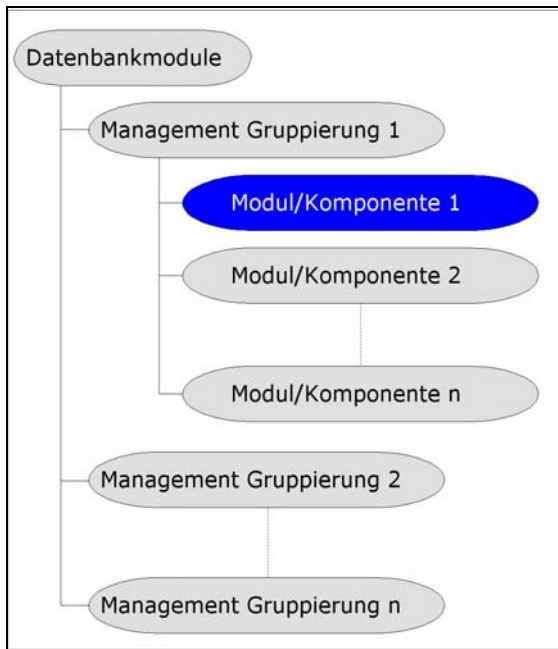 Datenbankmodule
Management Gruppierung 1
Modul/Komponente 1
Modul/Komponente 2
Modul/Komponente n
Management Gruppierung 2
Management Gruppierung n